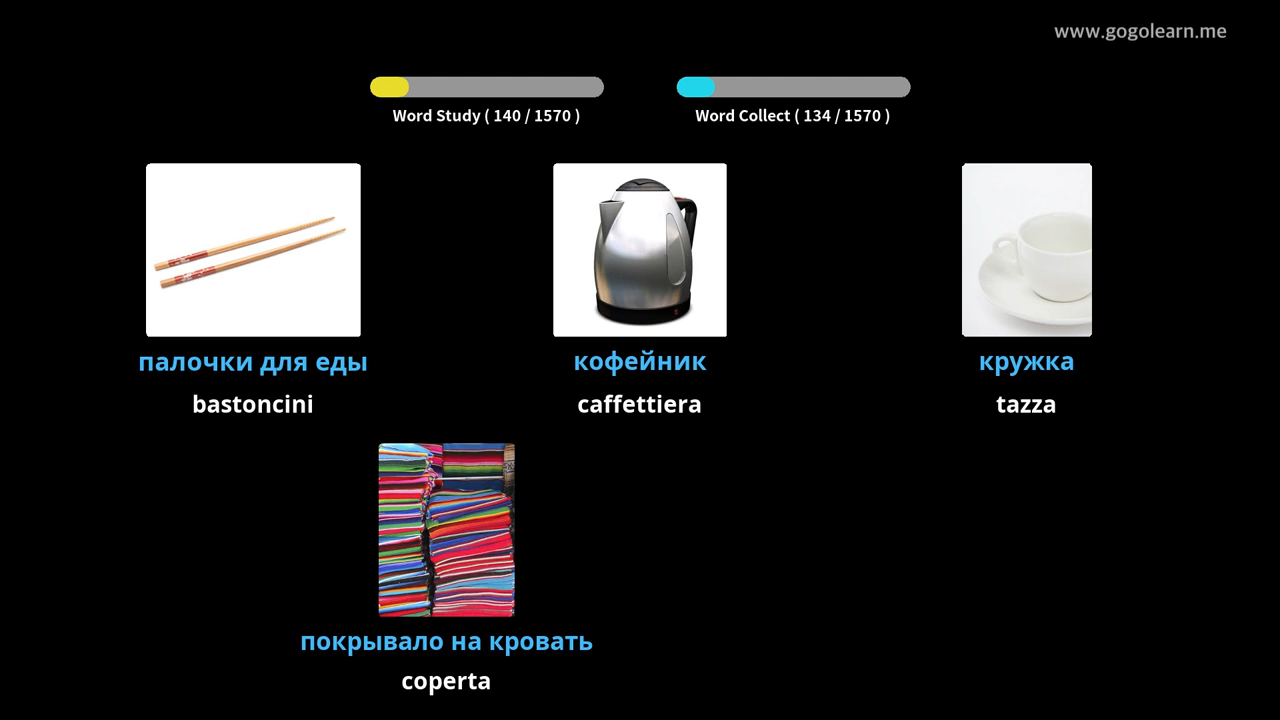 www.gogolearn.me
Word Study ( 140 / 1570 )
Word Collect ( 134 / 1570 )
палочки для еды
bastoncini
кофейник
caffettiera
кружка
tazza
покрывало на кровать
coperta